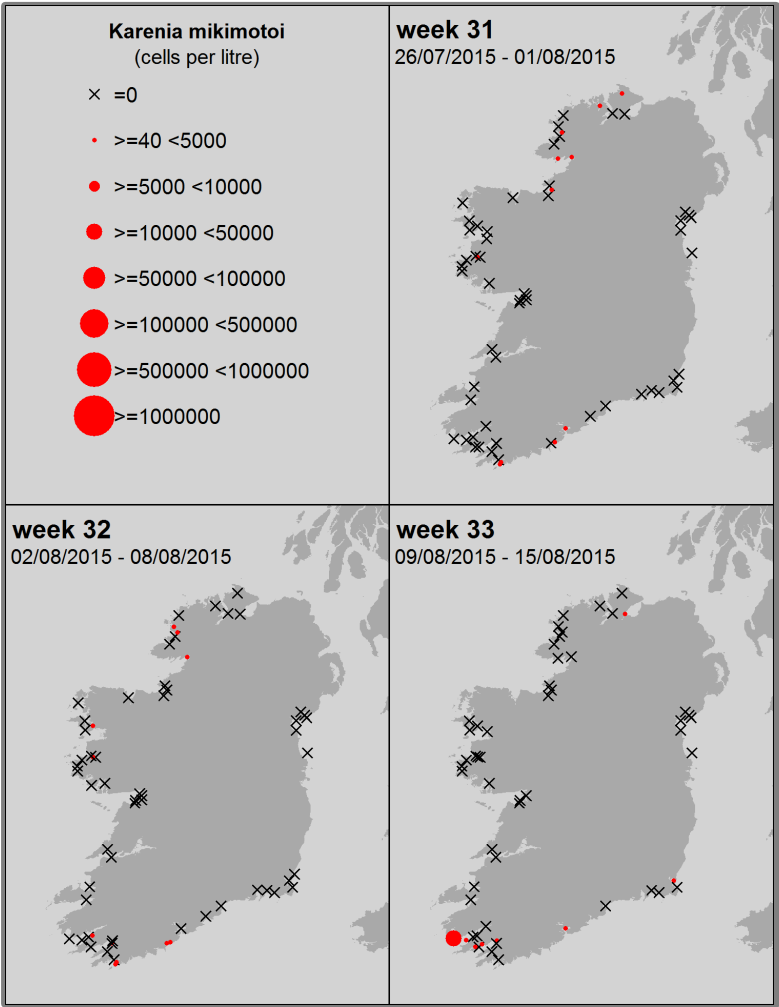 Karenia mikimotoi
(cells per litre)
=0
>=40 <5000
>=5000 <10000
>=10000 <50000
>=50000 <100000
>=100000 <500000
>=500000 <1000000
>=1000000
week 31
26/07/2015 - 01/08/2015
week 32
02/08/2015 - 08/08/2015
week 33
09/08/2015 - 15/08/2015